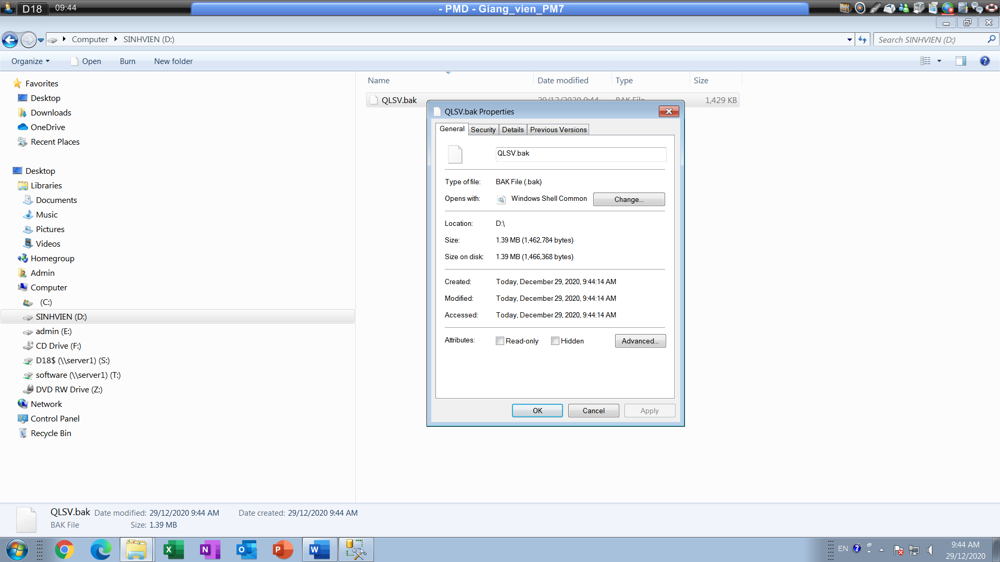 D18 09:44 - PMD - Giang_vien_PM7
Computer SINHVIEN (D:)
Search SINHVIEN (D:)
Organize Open Burn New folder
Favorites
Desktop
Downloads
OneDrive
Recent Places
Desktop
Libraries
Documents
Music
Pictures
Videos
Homegroup
Admin
Computer
(C:)
SINHVIEN (D:)
admin (E:)
CD Drive (F:)
D18$ (\\server1) (S:)
software (\\server1) (T:)
DVD RW Drive (Z:)
Network
Control Panel
Recycle Bin
Name Date modified Type Size
QLSV.bak 29/12/2020 9:44 BAK File 1,429 KB
QLSV.bak Properties
General Security Details Previous Versions
QLSV.bak
Type of file: BAK File (.bak)
Opens with: Windows Shell Common Change...
Location: D:\
Size: 1.39 MB (1,462,784 bytes)
Size on disk: 1.39 MB (1,466,368 bytes)
Created: Today, December 29, 2020, 9:44:14 AM
Modified: Today, December 29, 2020, 9:44:14 AM
Accessed: Today, December 29, 2020, 9:44:14 AM
Attributes: Read-only Hidden Advanced...
OK Cancel Apply
QLSV.bak Date modified: 29/12/2020 9:44 AM Date created: 29/12/2020 9:44 AM
BAK File Size: 1.39 MB
EN 9:44 AM
29/12/2020